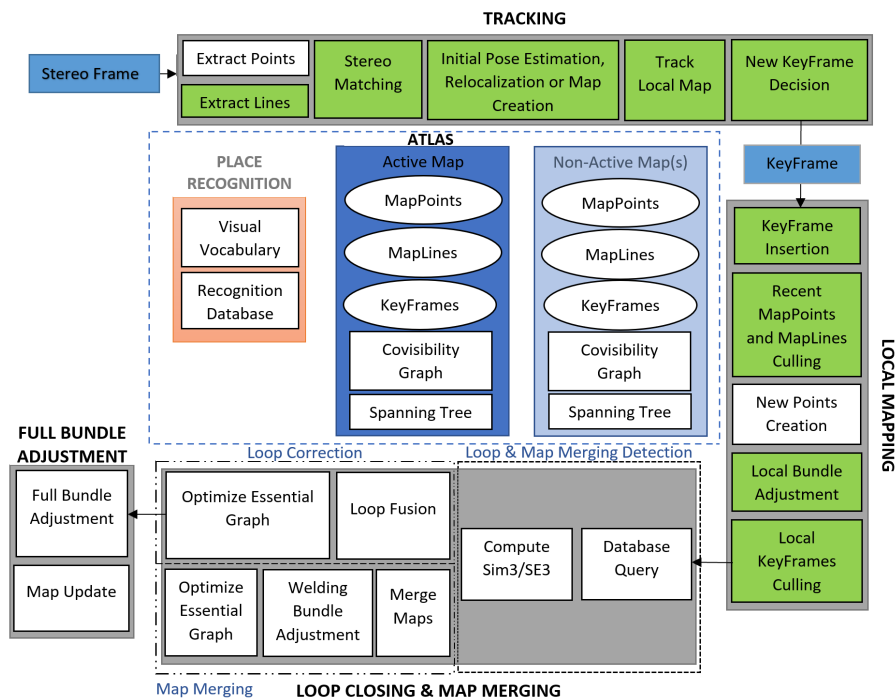 TRACKING
Stereo Frame
Extract Points
Extract Lines
Stereo
Matching
Initial Pose Estimation,
Relocalization or Map
Creation
Track
Local Map
New KeyFrame
Decision
KeyFrame
ATLAS
PLACE
RECOGNITION
Visual
Vocabulary
Recognition
Database
Active Map
MapPoints
MapLines
KeyFrames
Covisibility
Graph
Spanning Tree
Non-Active Map(s)
MapPoints
MapLines
KeyFrames
Covisibility
Graph
Spanning Tree
KeyFrame
Insertion
Recent
MapPoints
and MapLines
Culling
New Points
Creation
Local Bundle
Adjustment
Local
KeyFrames
Culling
LOCAL MAPPING
FULL BUNDLE
ADJUSTMENT
Full Bundle
Adjustment
Map Update
Loop Correction
Optimize Essential
Graph
Loop Fusion
Loop & Map Merging Detection
Compute
Sim3/SE3
Database
Query
Optimize
Essential
Graph
Welding
Bundle
Adjustment
Merge
Maps
Map Merging
LOOP CLOSING & MAP MERGING